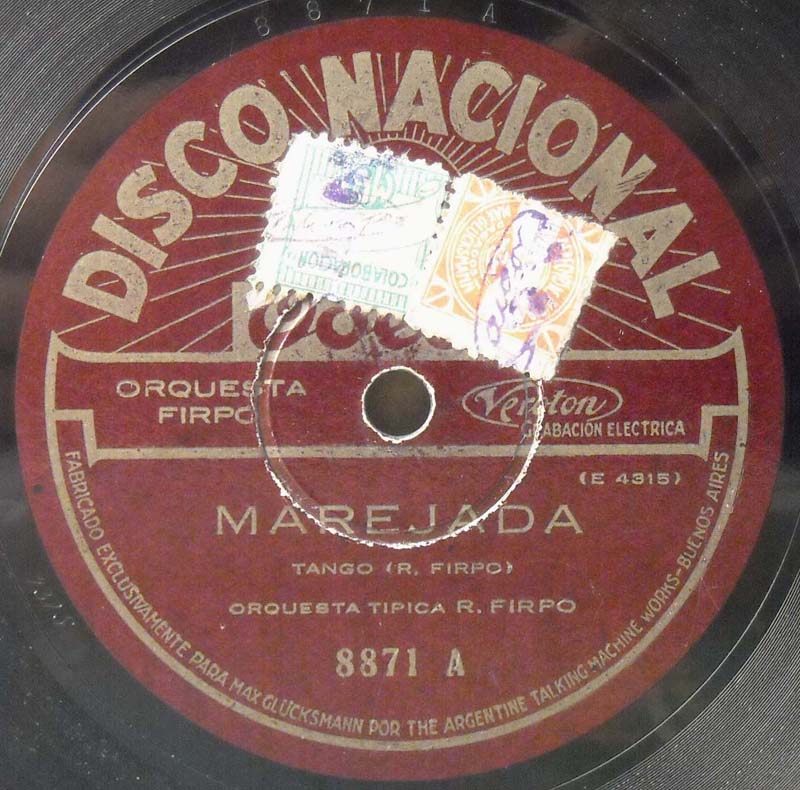 8871 A
DISCO NACIONAL
COLABORACION
ORQUESTA
FIRPO
Veroton
GRABACIÓN ELECTRICA
(E 4315)
MAREJADA
TANGO (R. FIRPO)
ORQUESTA TIPICA R. FIRPO
8871 A
FABRICADO EXCLUSIVAMENTE PARA MAX GLÜCKSMANN POR THE ARGENTINE TALKING MACHINE WORKS-BUENOS AIRES